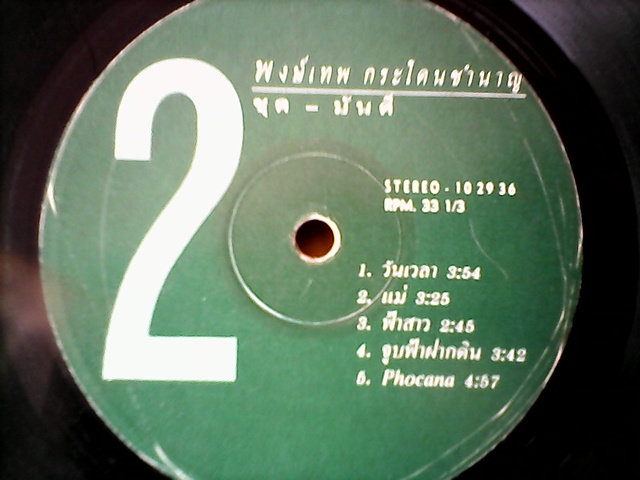 2
พงษ์เทพ กระโดนชำนาญ
ชุด - มันดี
STEREO - 10 29 36
RPM. 33 1/3
1. วันเวลา 3:54
2. แม่ 3:25
3. ฟ้าสาว 2:45
4. จูบฟ้าฝากดิน 3:42
5. Phocana 4:57